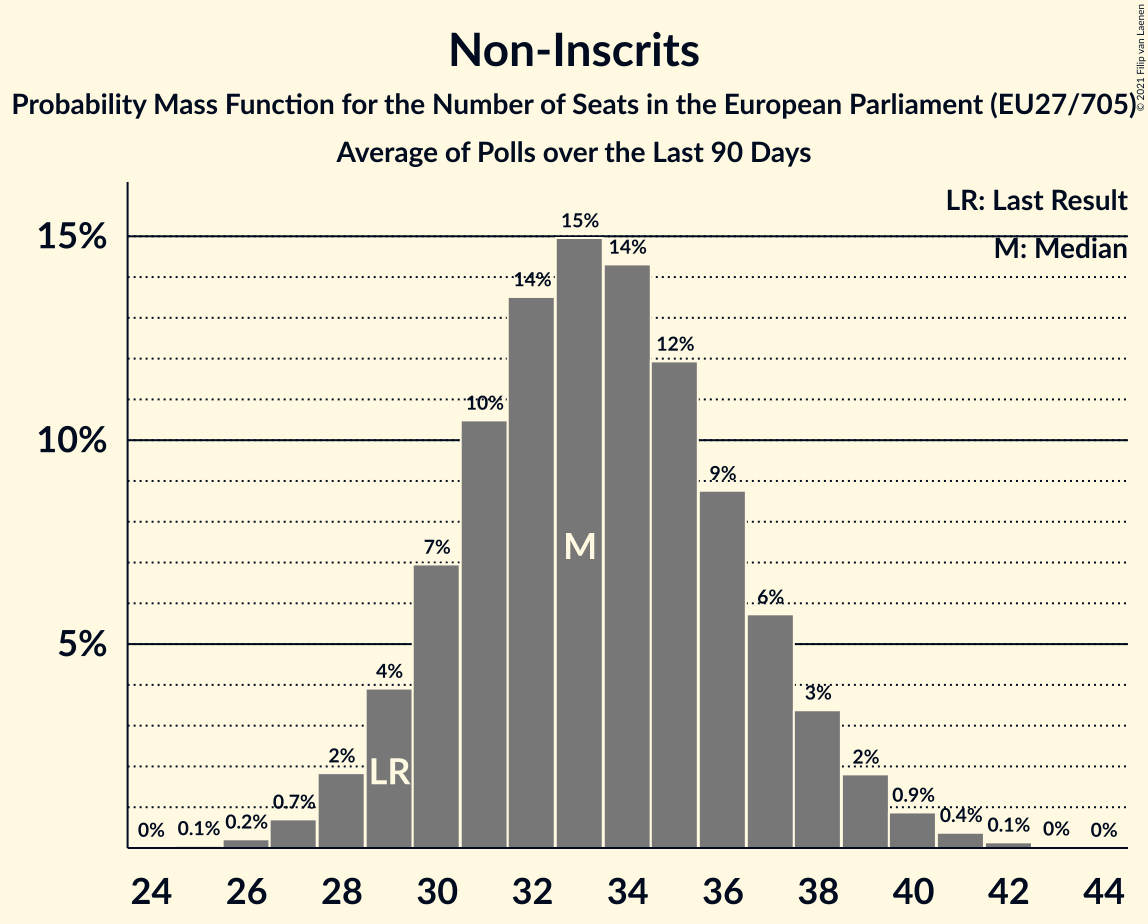 Non-Inscrits
Probability Mass Function for the Number of Seats in the European Parliament (EU27/705)
Average of Polls over the Last 90 Days
© 2021 Filip van Laenen
LR: Last Result
M: Median
15%
10%
5%
0%
0.1%
0.2%
0.7%
2%
4%
7%
10%
14%
15%
14%
12%
9%
6%
3%
2%
0.9%
0.4%
0.1%
0%
0%
LR
M
24 26 28 30 32 34 36 38 40 42 44